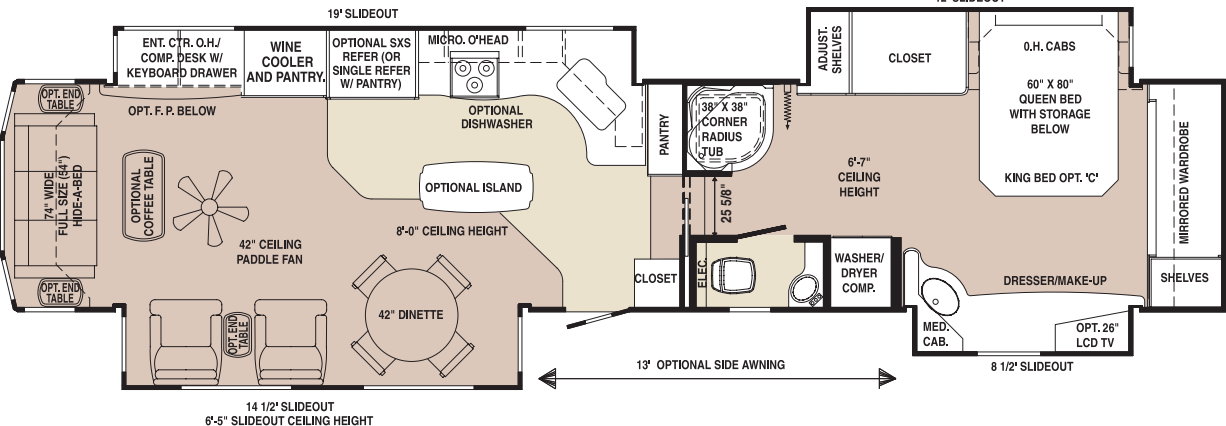 19' SLIDEOUT
ENT. CTR. O.H./
COMP. DESK W/
KEYBOARD DRAWER
WINE
COOLER
AND PANTRY.
OPTIONAL SXS
REFER (OR
SINGLE REFER
W/ PANTRY)
MICRO. O'HEAD
OPTIONAL
DISHWASHER
OPT. END
TABLE
OPT. F. P. BELOW
74" WIDE
FULL SIZE (54")
HIDE-A-BED
OPTIONAL
COFFEE TABLE
42" CEILING
PADDLE FAN
OPTIONAL ISLAND
8'-0" CEILING HEIGHT
PANTRY
CLOSET
OPT. END
TABLE
OPT. END
TABLE
42" DINETTE
14 1/2' SLIDEOUT
6'-5" SLIDEOUT CEILING HEIGHT
13' OPTIONAL SIDE AWNING
38" X 38"
CORNER
RADIUS
TUB
25 5/8"
ELEC.
WASHER/
DRYER
COMP.
6'-7"
CEILING
HEIGHT
ADJUST.
SHELVES
CLOSET
O.H. CABS
60" X 80"
QUEEN BED
WITH STORAGE
BELOW
KING BED OPT. 'C'
MIRRORED WARDROBE
SHELVES
DRESSER/MAKE-UP
MED.
CAB.
OPT. 26"
LCD TV
8 1/2' SLIDEOUT